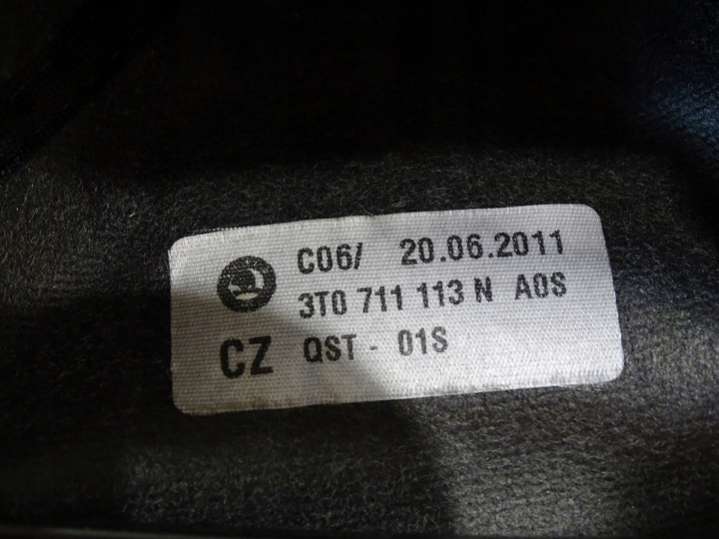 C06/ 20.06.2011
3T0 711 113 N A0S
CZ QST - 01S